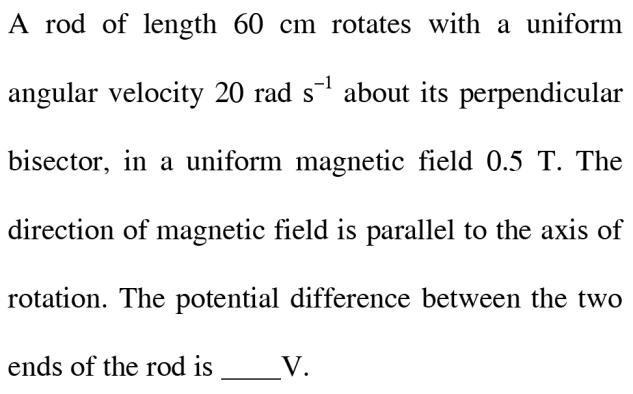 A rod of length 60 cm rotates with a uniform
angular velocity 20 rad s⁻¹ about its perpendicular
bisector, in a uniform magnetic field 0.5 T. The
direction of magnetic field is parallel to the axis of
rotation. The potential difference between the two
ends of the rod is ____V.